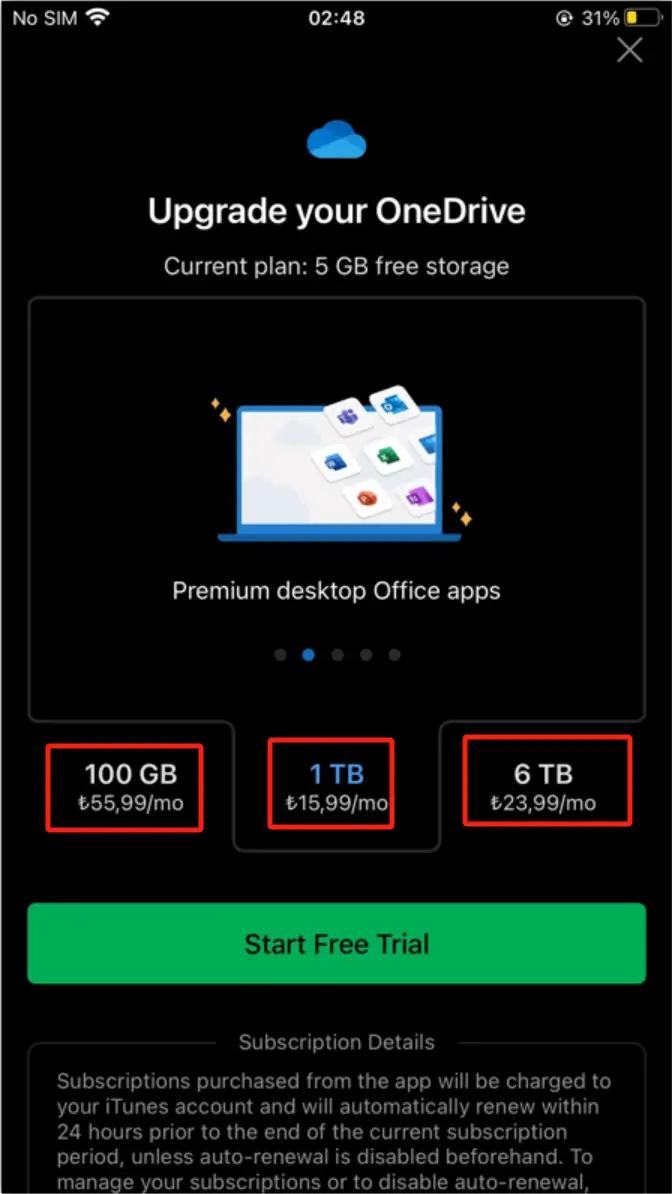 No SIM 02:48 31%
Upgrade your OneDrive
Current plan: 5 GB free storage
Premium desktop Office apps
100 GB 1 TB 6 TB
₺55,99/mo ₺15,99/mo ₺23,99/mo
Start Free Trial
Subscription Details
Subscriptions purchased from the app will be charged to
your iTunes account and will automatically renew within
24 hours prior to the end of the current subscription
period, unless auto-renewal is disabled beforehand. To
manage your subscriptions or to disable auto-renewal,